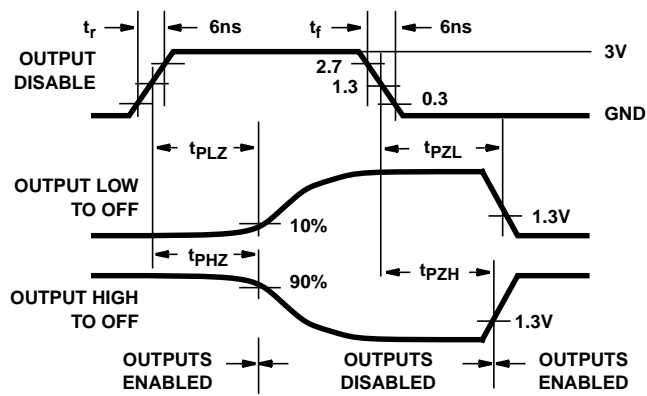 tr 6ns tf 6ns
OUTPUT
DISABLE
3V
2.7
1.3
0.3
GND
tPLZ tPZL
OUTPUT LOW
TO OFF
10%
1.3V
tPHZ tPZH
90%
OUTPUT HIGH
TO OFF
1.3V
OUTPUTS
ENABLED
OUTPUTS
DISABLED
OUTPUTS
ENABLED